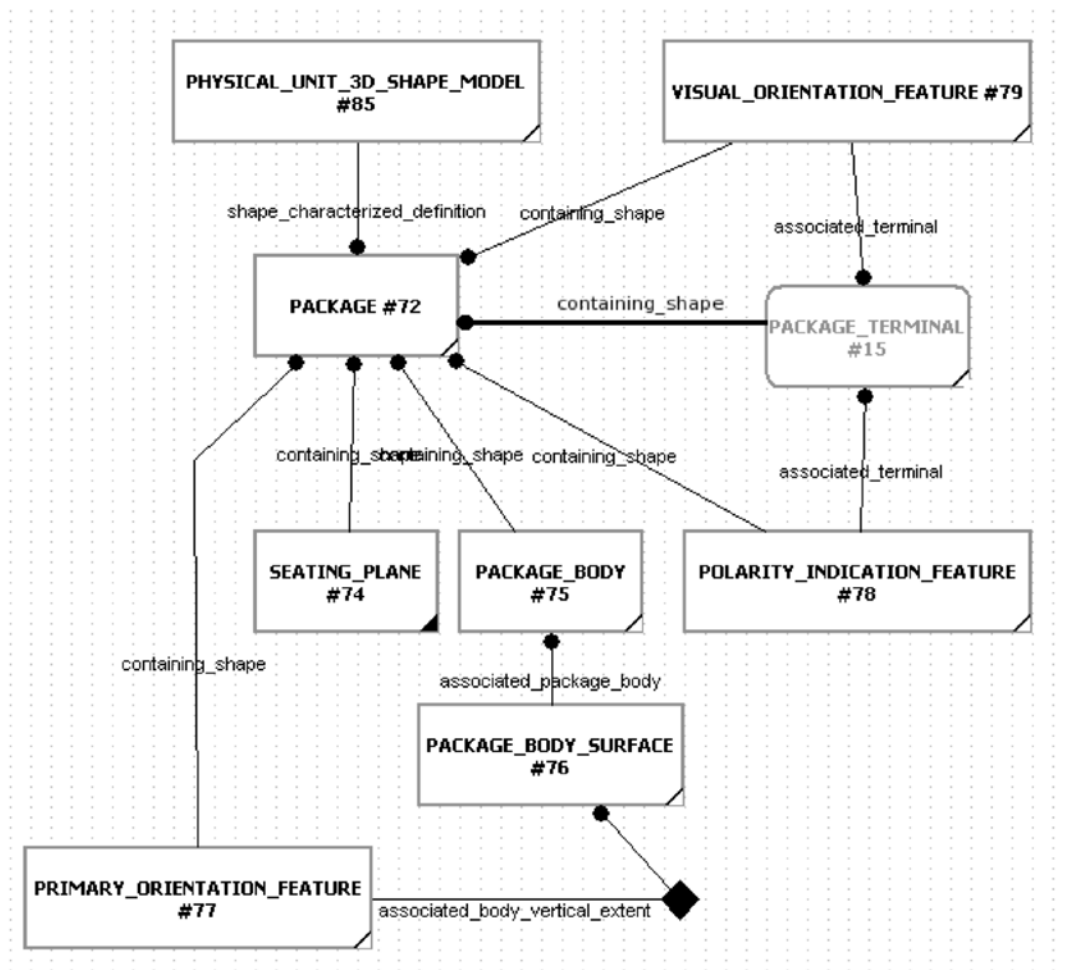 PHYSICAL_UNIT_3D_SHAPE_MODEL
#85
VISUAL_ORIENTATION_FEATURE #79
shape_characterized_definition
containing_shape
associated_terminal
PACKAGE #72
containing_shape
PACKAGE_TERMINAL
#15
containing_shape
containing_shape
containing_shape
associated_terminal
SEATING_PLANE
#74
PACKAGE_BODY
#75
POLARITY_INDICATION_FEATURE
#78
containing_shape
associated_package_body
PACKAGE_BODY_SURFACE
#76
PRIMARY_ORIENTATION_FEATURE
#77
associated_body_vertical_extent